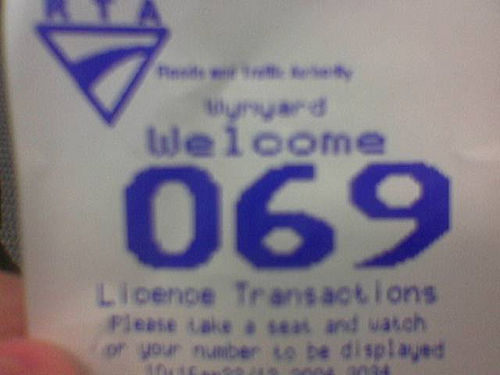 RTA
Roads and Traffic Authority
Wynyard
Welcome
069
Licence Transactions
Please take a seat and watch
for your number to be displayed